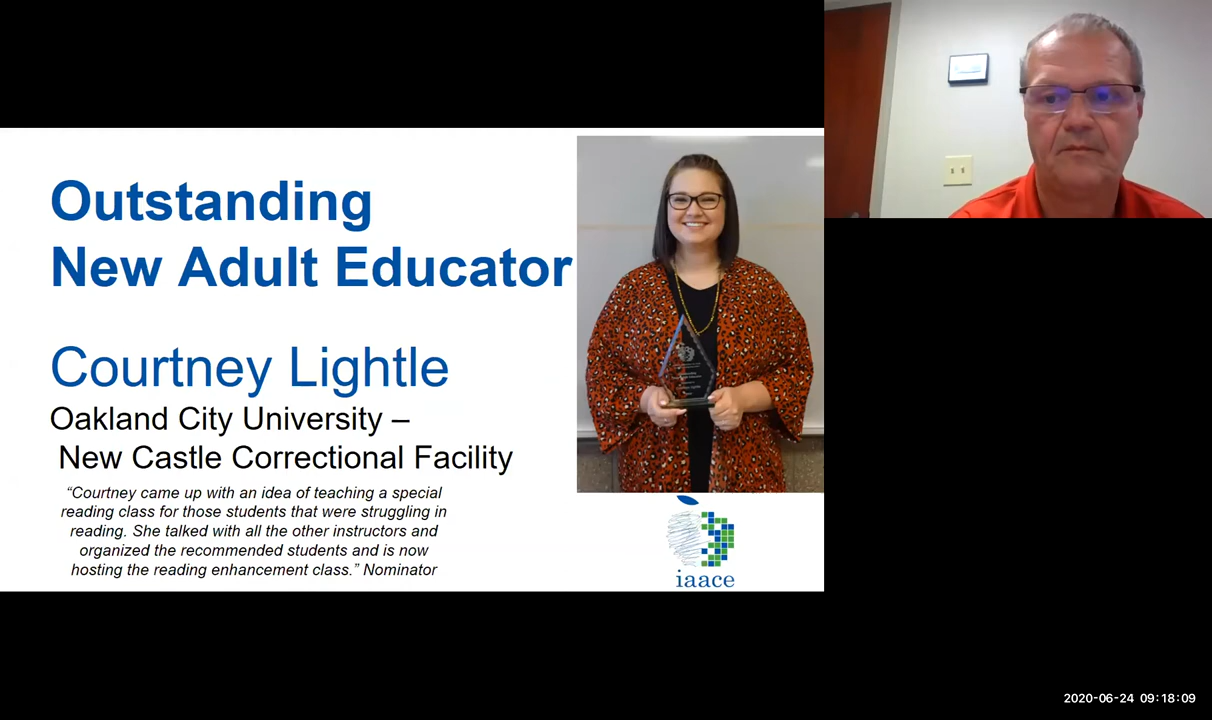 Outstanding
New Adult Educator
Courtney Lightle
Oakland City University –
New Castle Correctional Facility
“Courtney came up with an idea of teaching a special
reading class for those students that were struggling in
reading. She talked with all the other instructors and
organized the recommended students and is now
hosting the reading enhancement class.” Nominator
iaace
2020-06-24 09:18:09